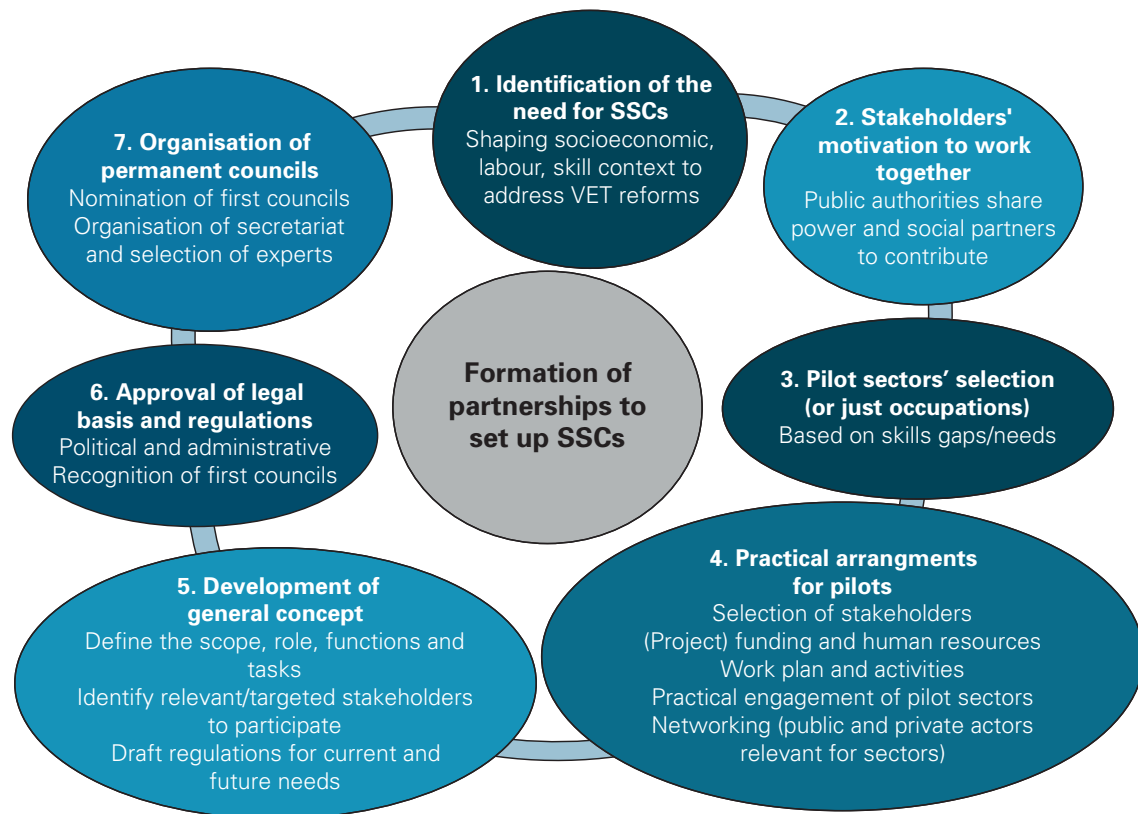 1. Identification of the
need for SSCs
Shaping socioeconomic,
labour, skill context to
address VET reforms
2. Stakeholders'
motivation to work
together
Public authorities share
power and social partners
to contribute
3. Pilot sectors’ selection
(or just occupations)
Based on skills gaps/needs
4. Practical arrangments
for pilots
Selection of stakeholders
(Project) funding and human resources
Work plan and activities
Practical engagement of pilot sectors
Networking (public and private actors
relevant for sectors)
5. Development of
general concept
Define the scope, role, functions and
tasks
Identify relevant/targeted stakeholders
to participate
Draft regulations for current and
future needs
6. Approval of legal
basis and regulations
Political and administrative
Recognition of first councils
7. Organisation of
permanent councils
Nomination of first councils
Organisation of secretariat
and selection of experts
Formation of
partnerships to
set up SSCs